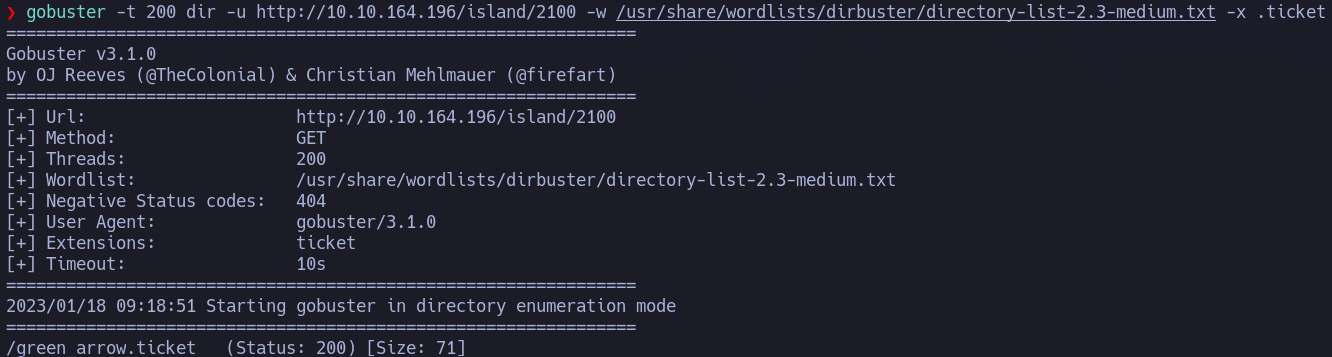 ❯ gobuster -t 200 dir -u http://10.10.164.196/island/2100 -w /usr/share/wordlists/dirbuster/directory-list-2.3-medium.txt -x .ticket
===============================================================
Gobuster v3.1.0
by OJ Reeves (@TheColonial) & Christian Mehlmauer (@firefart)
===============================================================
[+] Url:                     http://10.10.164.196/island/2100
[+] Method:                  GET
[+] Threads:                 200
[+] Wordlist:                /usr/share/wordlists/dirbuster/directory-list-2.3-medium.txt
[+] Negative Status codes:   404
[+] User Agent:              gobuster/3.1.0
[+] Extensions:              ticket
[+] Timeout:                 10s
===============================================================
2023/01/18 09:18:51 Starting gobuster in directory enumeration mode
===============================================================
/green_arrow.ticket   (Status: 200) [Size: 71]